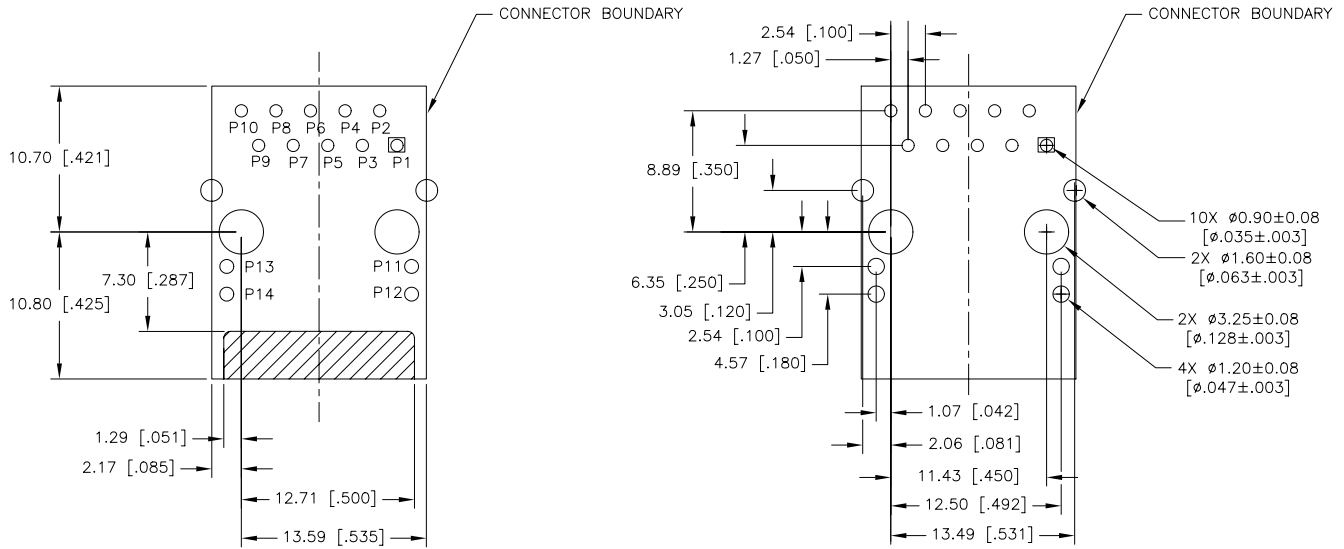 CONNECTOR BOUNDARY
P10 P8 P6 P4 P2
P9 P7 P5 P3 P1
10.70 [.421]
7.30 [.287]
P13 P11
P14 P12
10.80 [.425]
1.29 [.051]
2.17 [.085]
12.71 [.500]
13.59 [.535]
CONNECTOR BOUNDARY
2.54 [.100]
1.27 [.050]
8.89 [.350]
6.35 [.250]
3.05 [.120]
2.54 [.100]
4.57 [.180]
10X ø0.90±0.08
[ø.035±.003]
2X ø1.60±0.08
[ø.063±.003]
2X ø3.25±0.08
[ø.128±.003]
4X ø1.20±0.08
[ø.047±.003]
1.07 [.042]
2.06 [.081]
11.43 [.450]
12.50 [.492]
13.49 [.531]